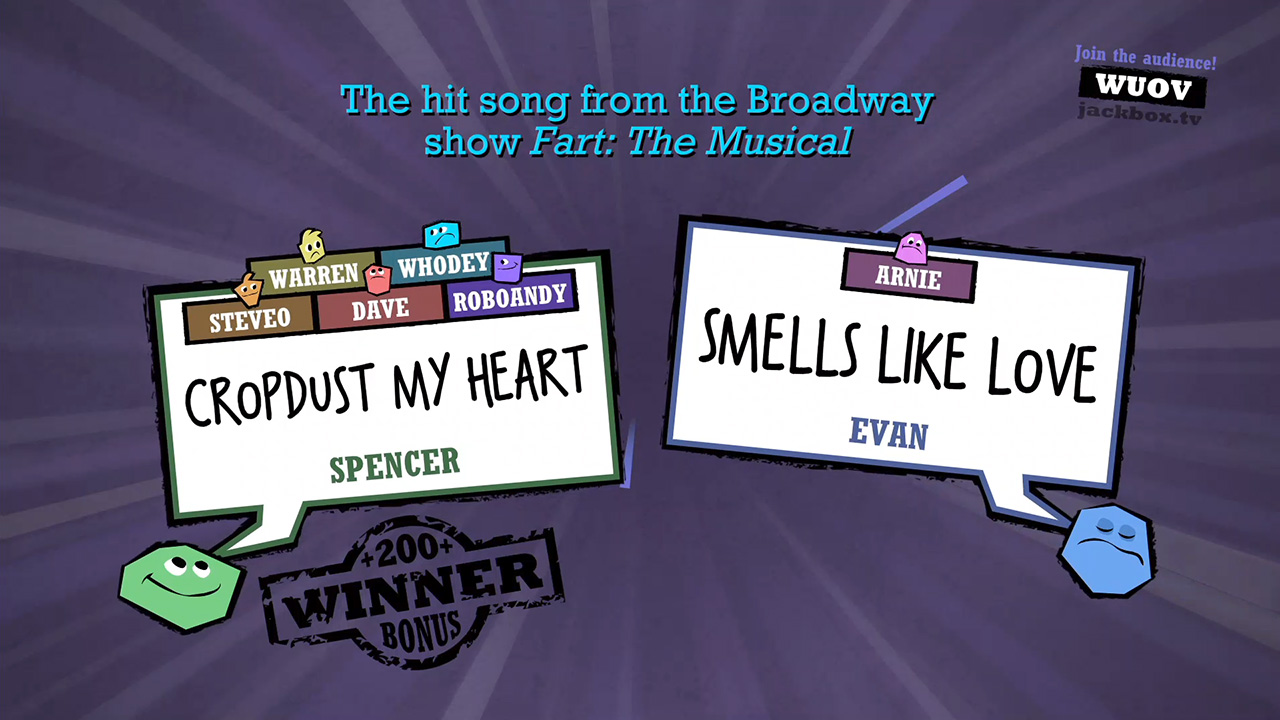 Join the audience!
WUOV
jackbox.tv
The hit song from the Broadway
show Fart: The Musical
WARREN
WHODEY
STEVEO
DAVE
ROBOANDY
CROPDUST MY HEART
SPENCER
+200+
WINNER
BONUS
ARNIE
SMELLS LIKE LOVE
EVAN